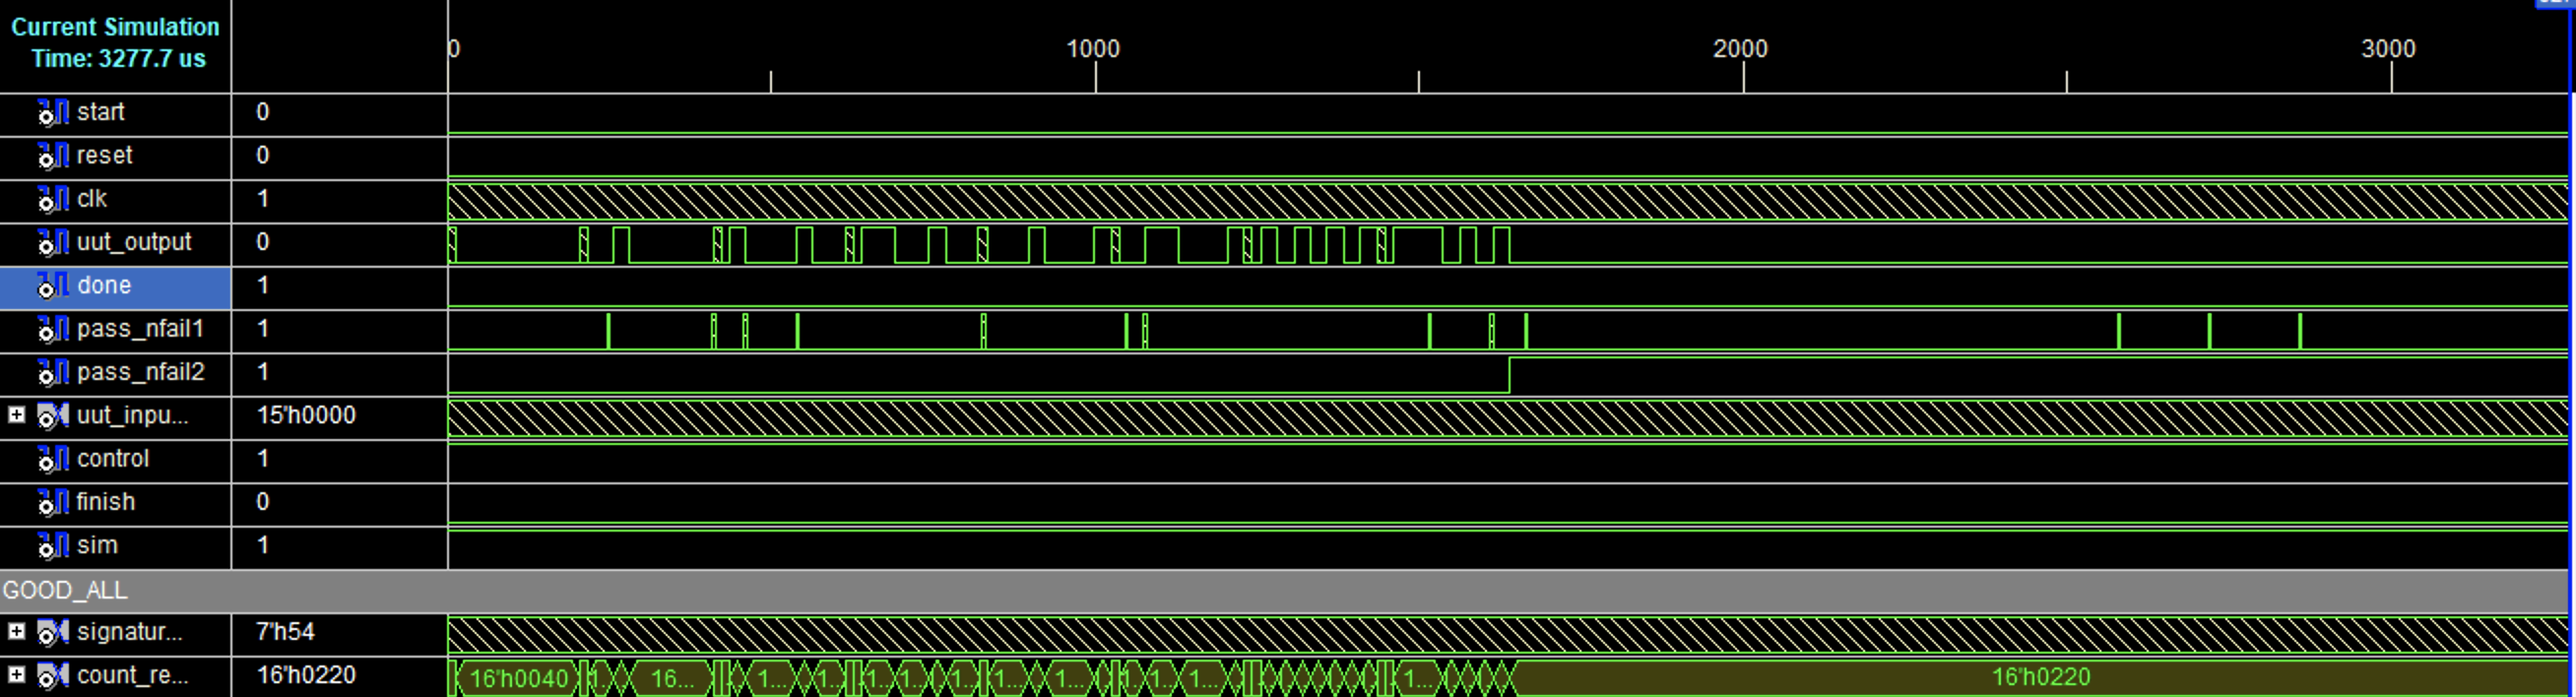 Current Simulation
Time: 3277.7 us
0 1000 2000 3000
start 0
reset 0
clk 1
uut_output 0
done 1
pass_nfail1 1
pass_nfail2 1
uut_inpu... 15'h0000
control 1
finish 0
sim 1
GOOD_ALL
signatur... 7'h54
count_re... 16'h0220 16'h0040 1 16... 1... 1.. 1.. 1... 1... 1... 1... 1 1.. 1... 1... 16'h0220